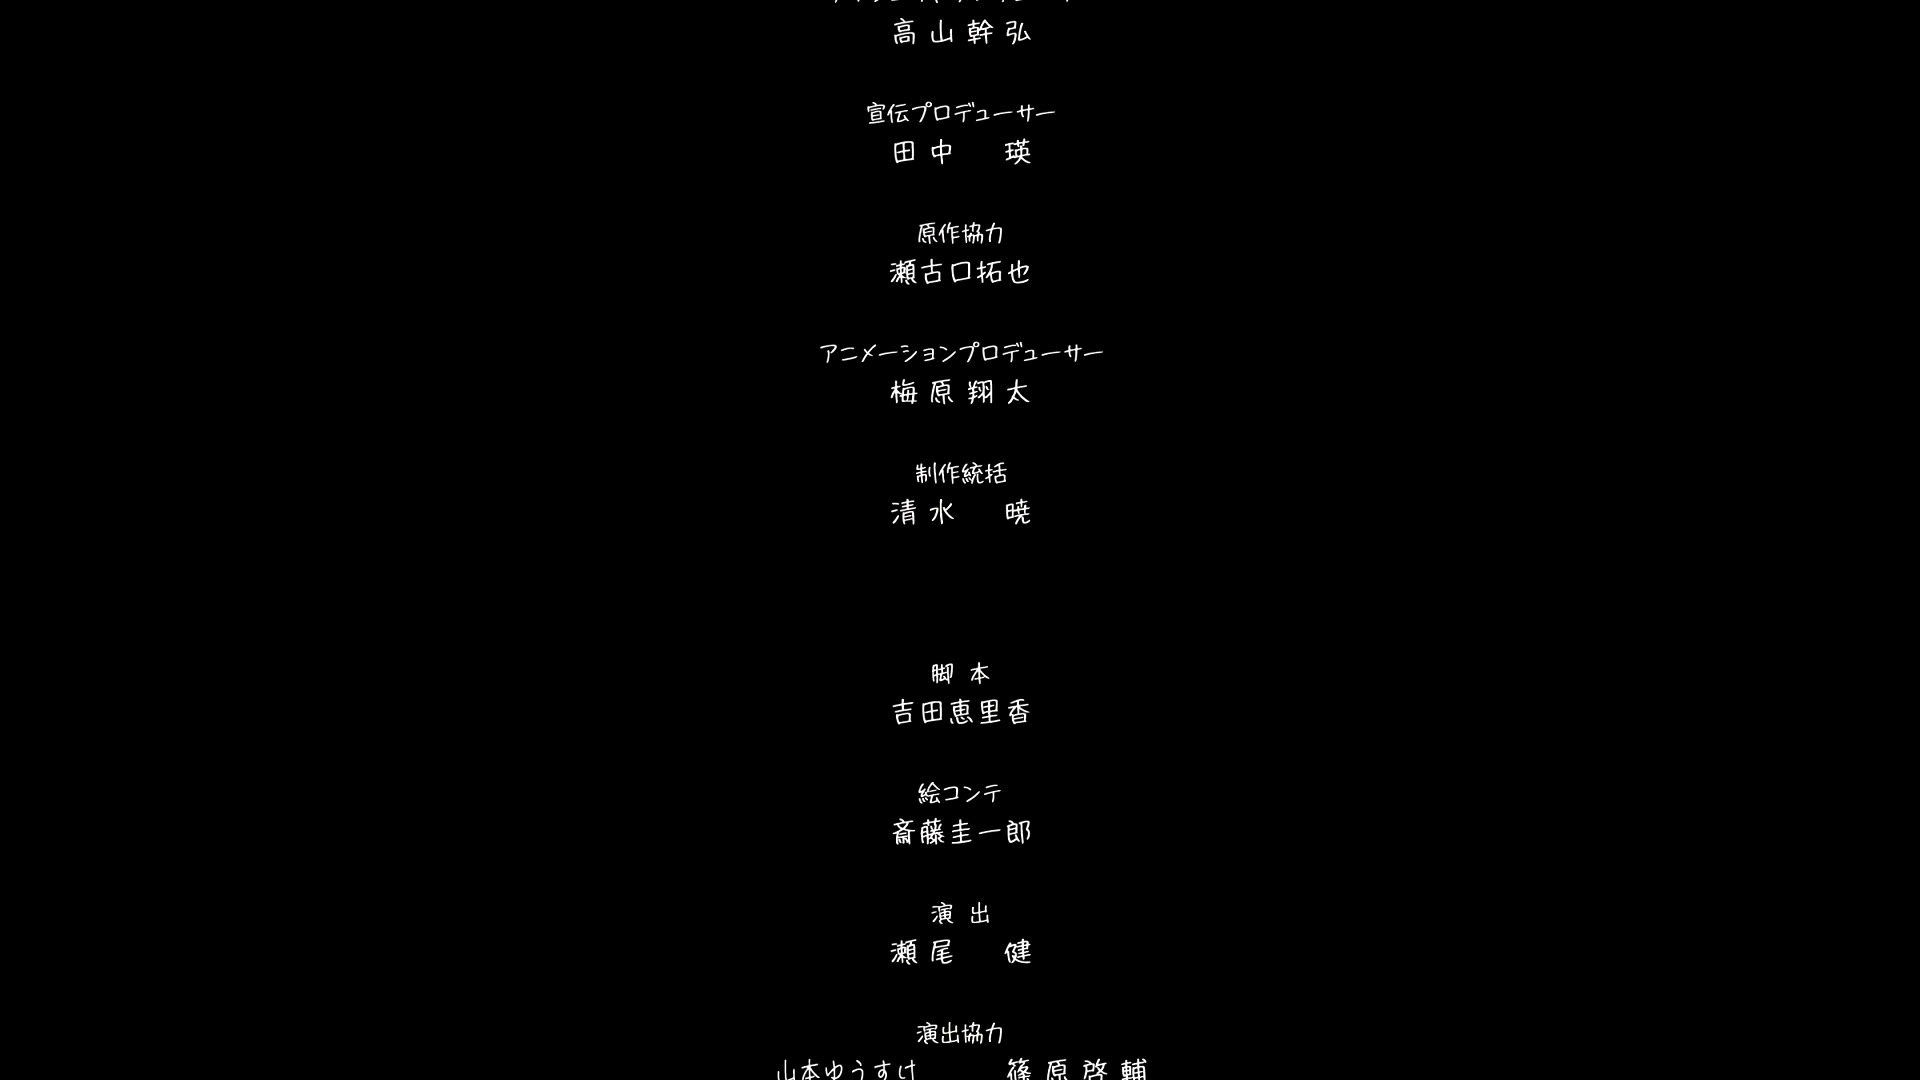 高山幹弘
宣伝プロデューサー
田中 瑛
原作協力
瀬古口拓也
アニメーションプロデューサー
梅原翔太
制作統括
清水 暁
脚本
吉田恵里香
絵コンテ
斎藤圭一郎
演出
瀬尾 健
演出協力
山本ゆうすけ 篠原啓輔